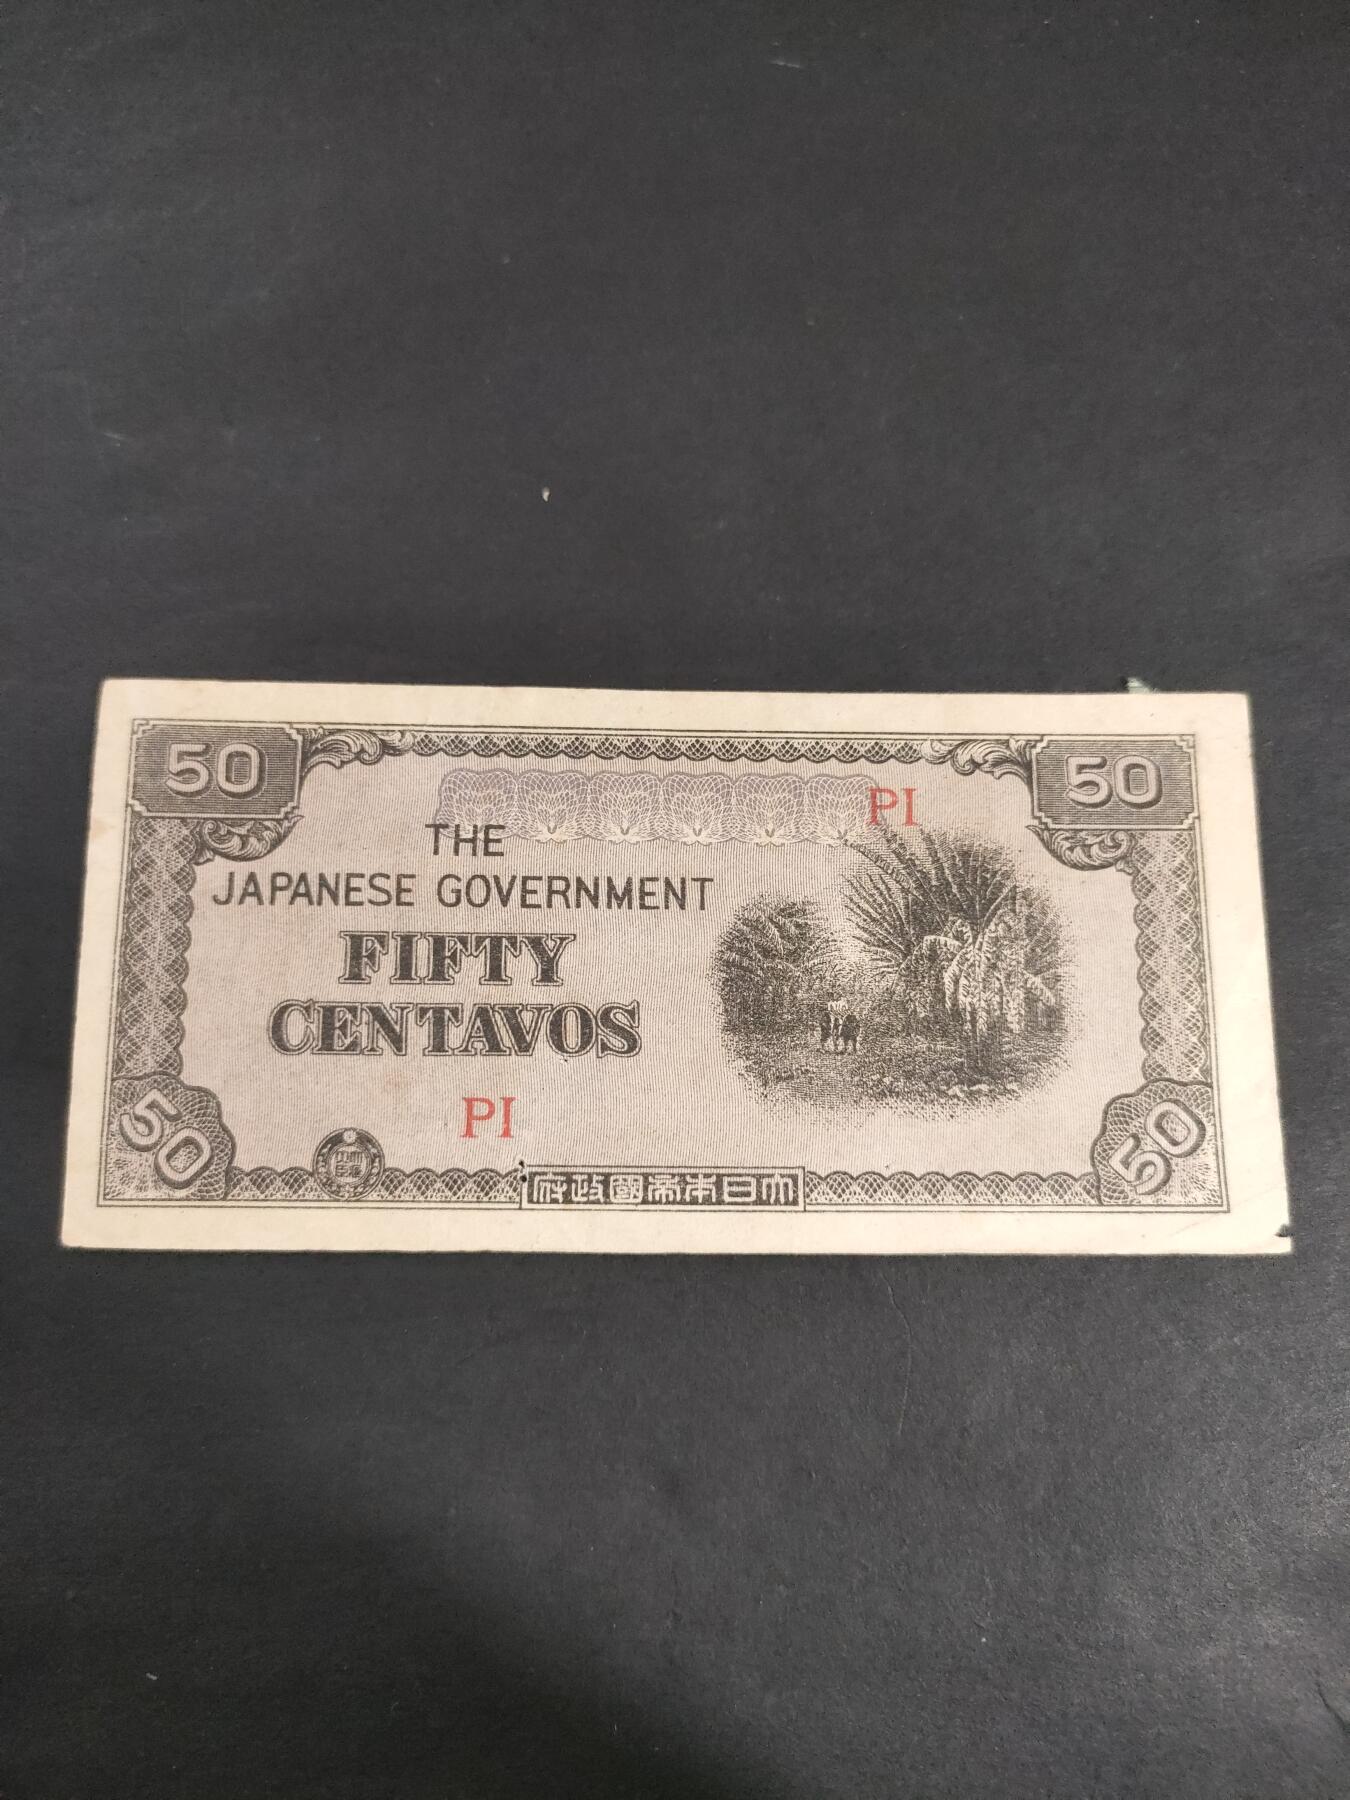 50
50
PI
THE
JAPANESE GOVERNMENT
FIFTY
CENTAVOS
PI
50
50
府政國帝本日大